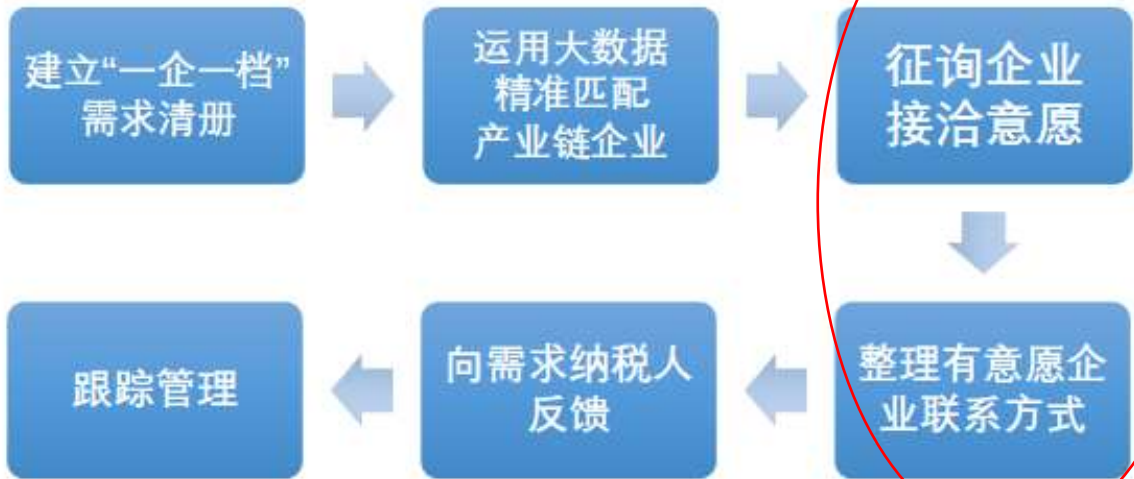 建立“一企一档”
需求清册
运用大数据
精准匹配
产业链企业
征询企业
接洽意愿
整理有意愿企
业联系方式
向需求纳税人
反馈
跟踪管理